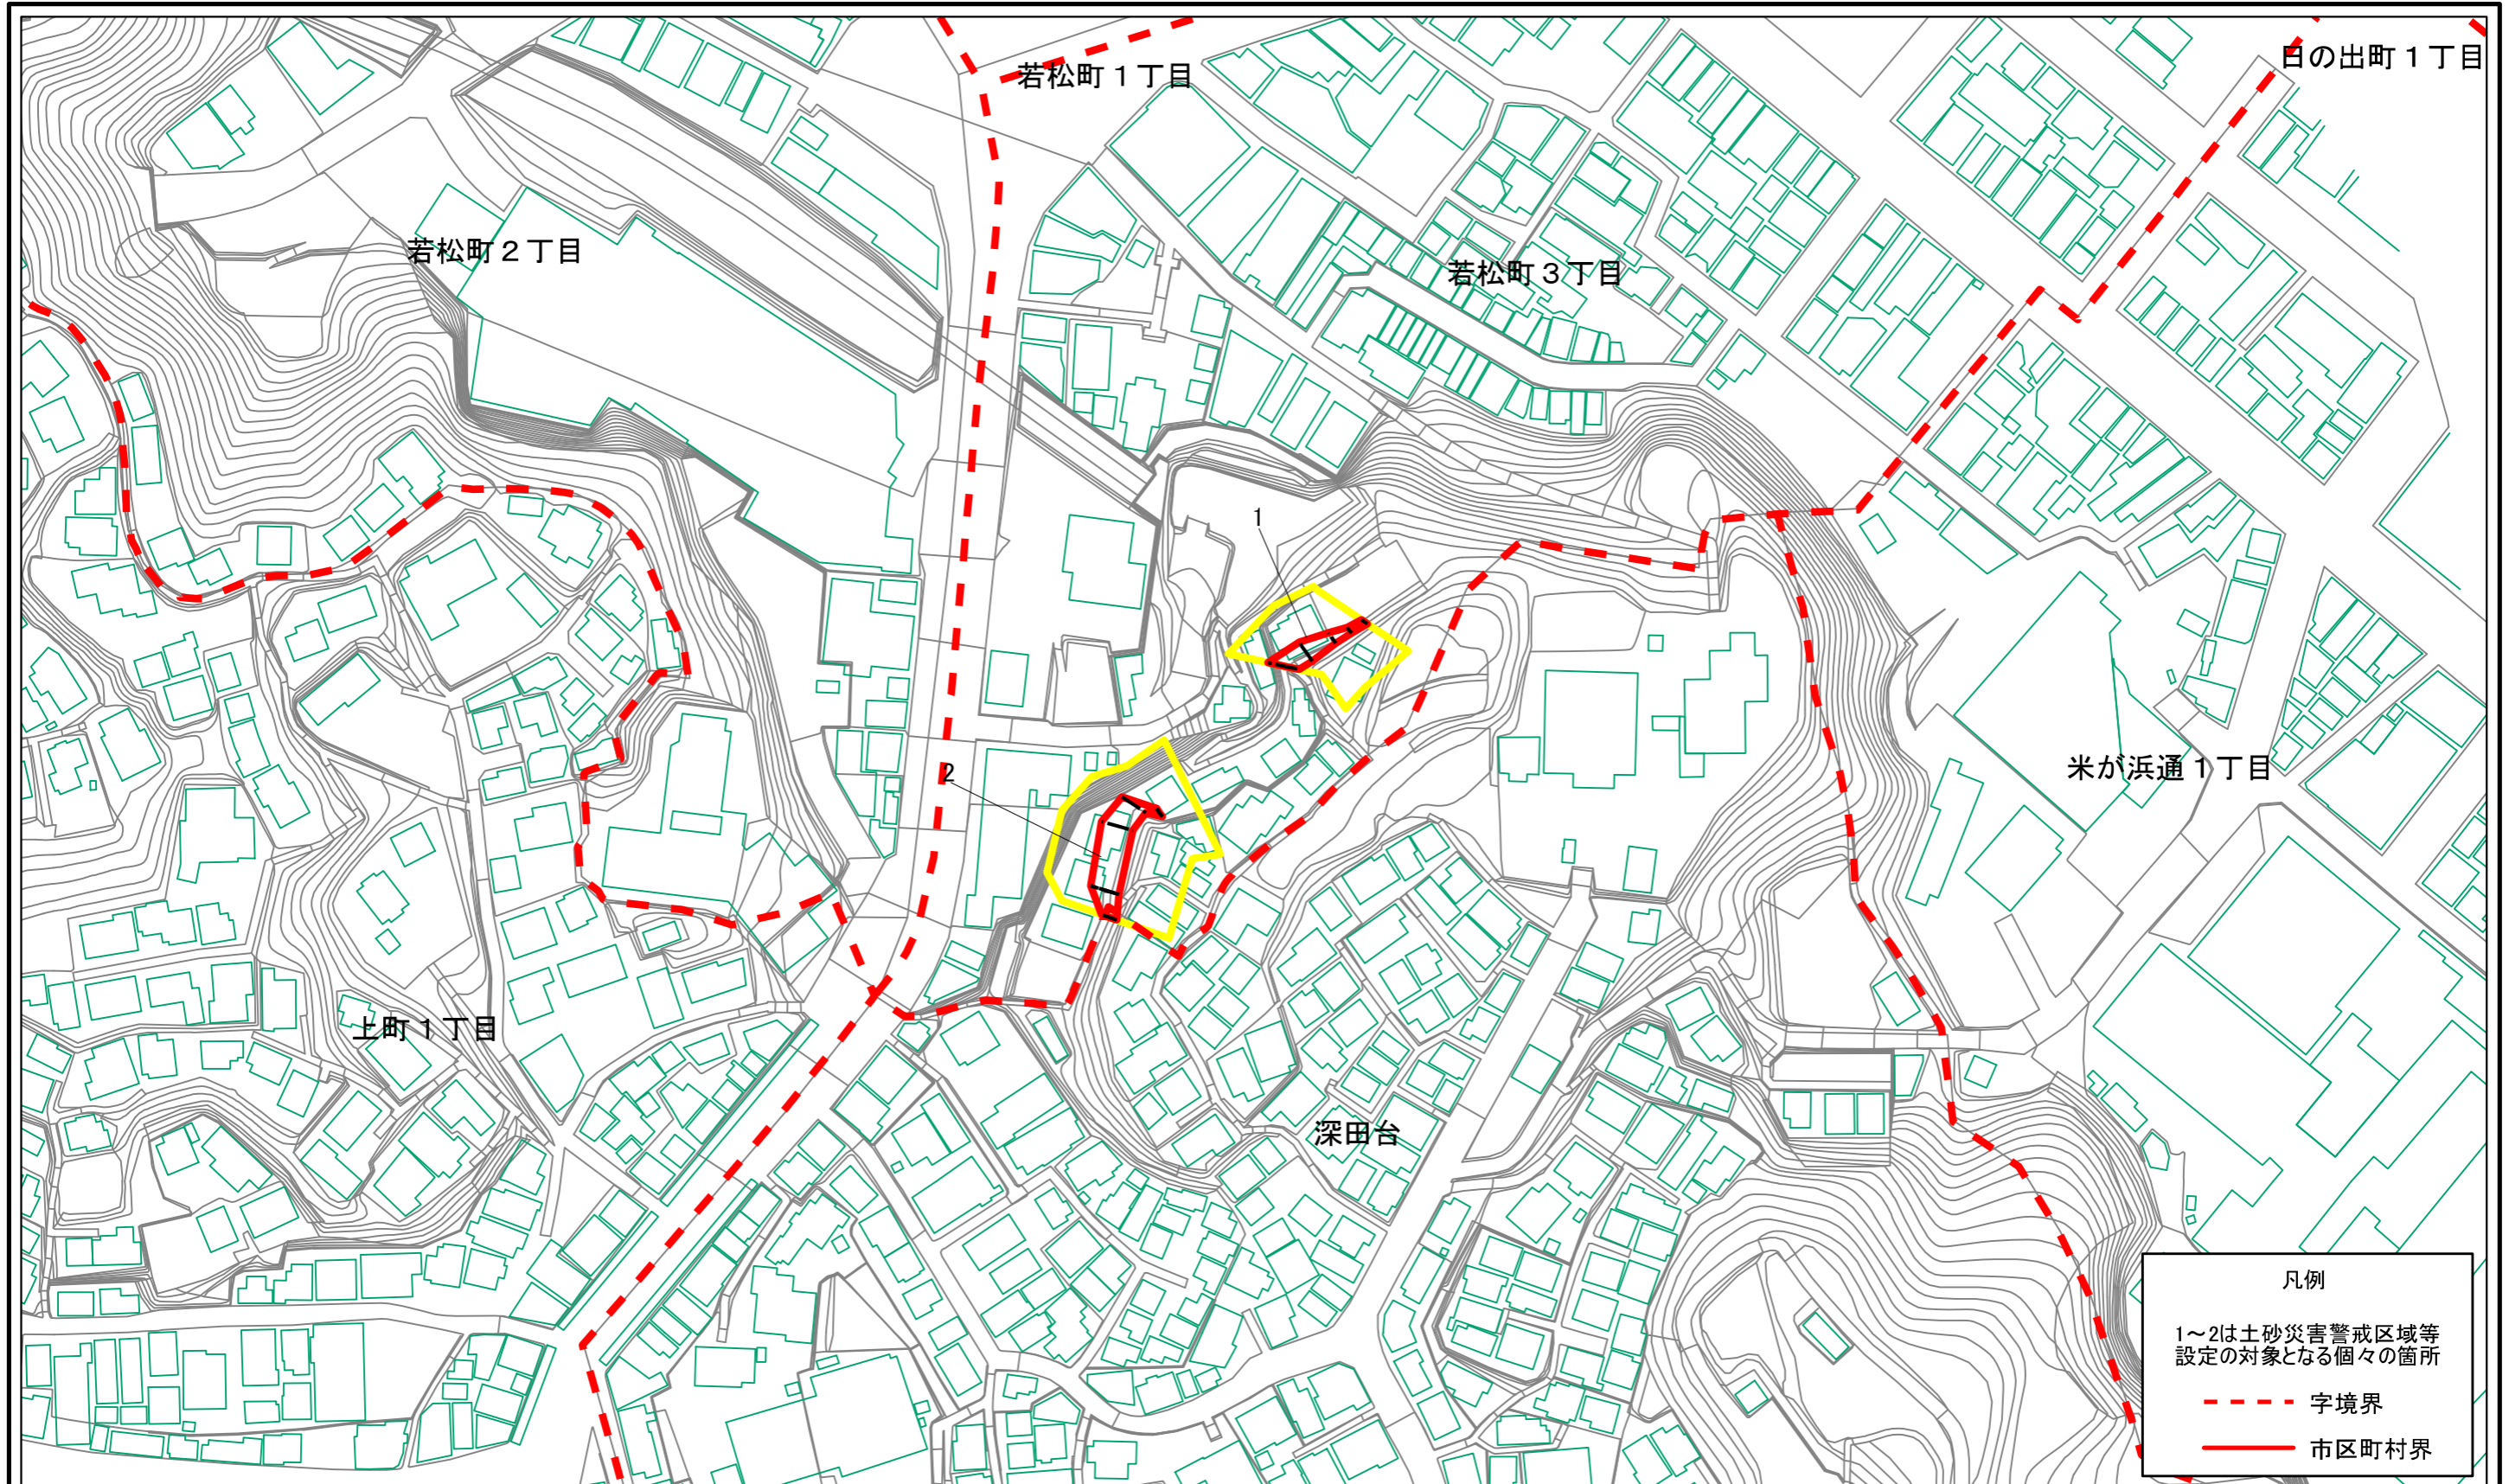 日の出町１丁目
若松町１丁目
若松町２丁目
若松町３丁目
1
米が浜通１丁目
2
上町１丁目
深田台
凡例
1～2は土砂災害警戒区域等
設定の対象となる個々の箇所
字境界
市区町村界